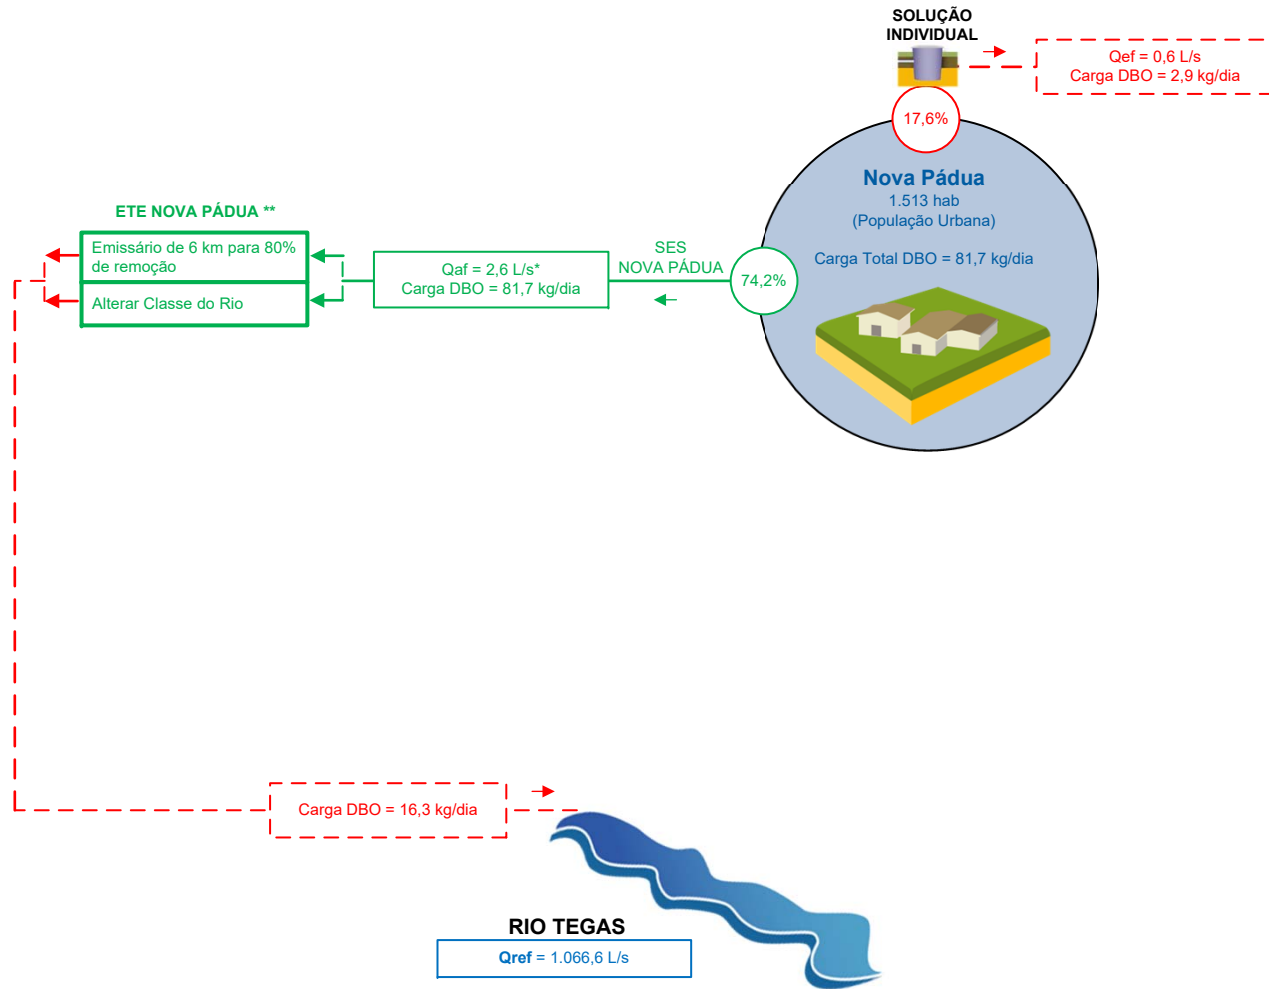 SOLUÇÃO
INDIVIDUAL
Qef = 0,6 L/s
Carga DBO = 2,9 kg/dia
17,6%
Nova Pádua
1.513 hab
(População Urbana)
Carga Total DBO = 81,7 kg/dia
ETE NOVA PÁDUA **
Emissário de 6 km para 80%
de remoção
Alterar Classe do Rio
Qaf = 2,6 L/s*
Carga DBO = 81,7 kg/dia
SES
NOVA PÁDUA
74,2%
Carga DBO = 16,3 kg/dia
RIO TEGAS
Qref = 1.066,6 L/s